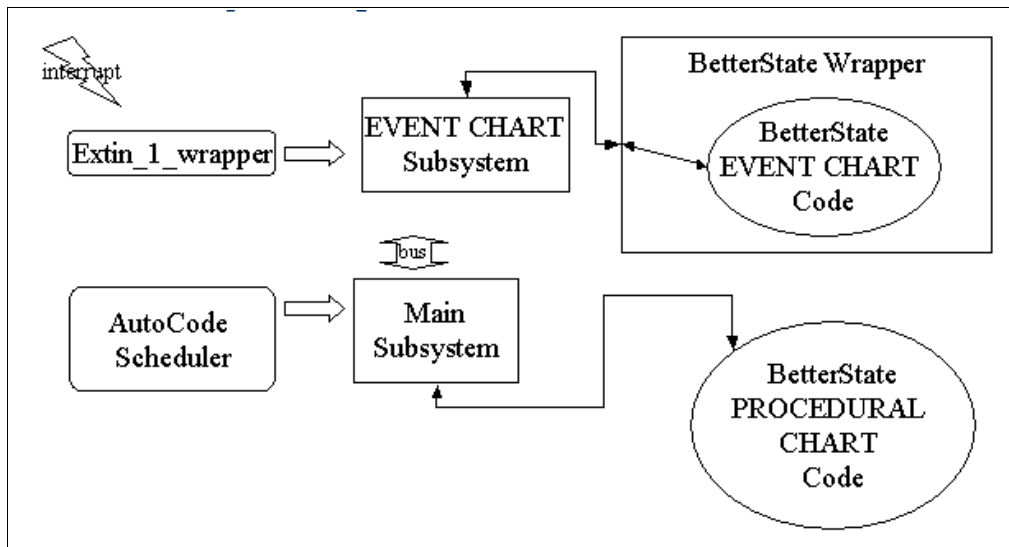 interrupt
BetterState Wrapper
Extin_1_wrapper
EVENT CHART
Subsystem
BetterState
EVENT CHART
Code
bus
AutoCode
Scheduler
Main
Subsystem
BetterState
PROCEDURAL
CHART
Code